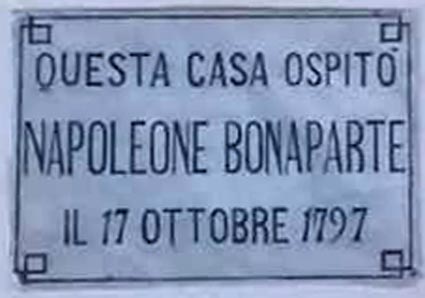 QUESTA CASA OSPITÒ
NAPOLEONE BONAPARTE
IL 17 OTTOBRE 1797